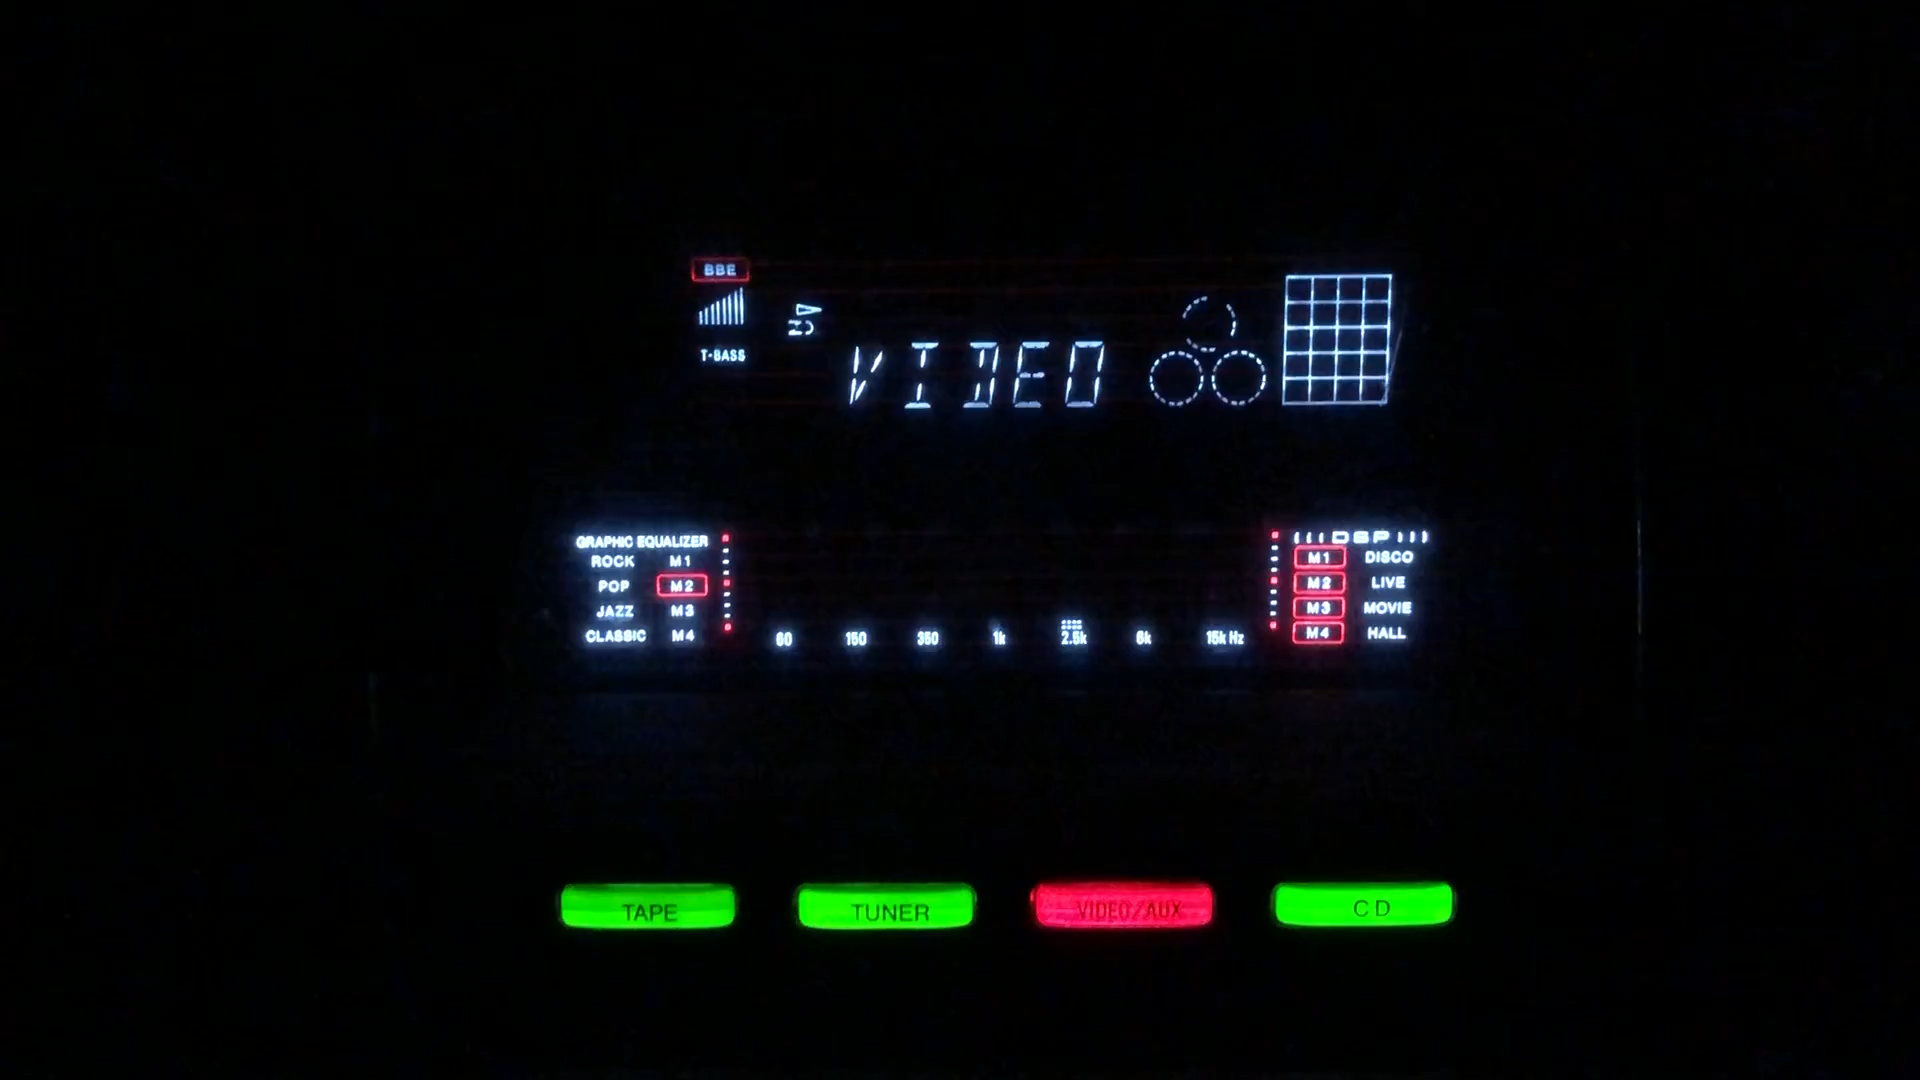 BBE
T-BASS
VIDEO
GRAPHIC EQUALIZER
ROCK M1
POP M2
JAZZ M3
CLASSIC M4
60 150 350 1k 2.5k 6k 15k Hz
DSP
M1 DISCO
M2 LIVE
M3 MOVIE
M4 HALL
TAPE TUNER VIDEO/AUX CD